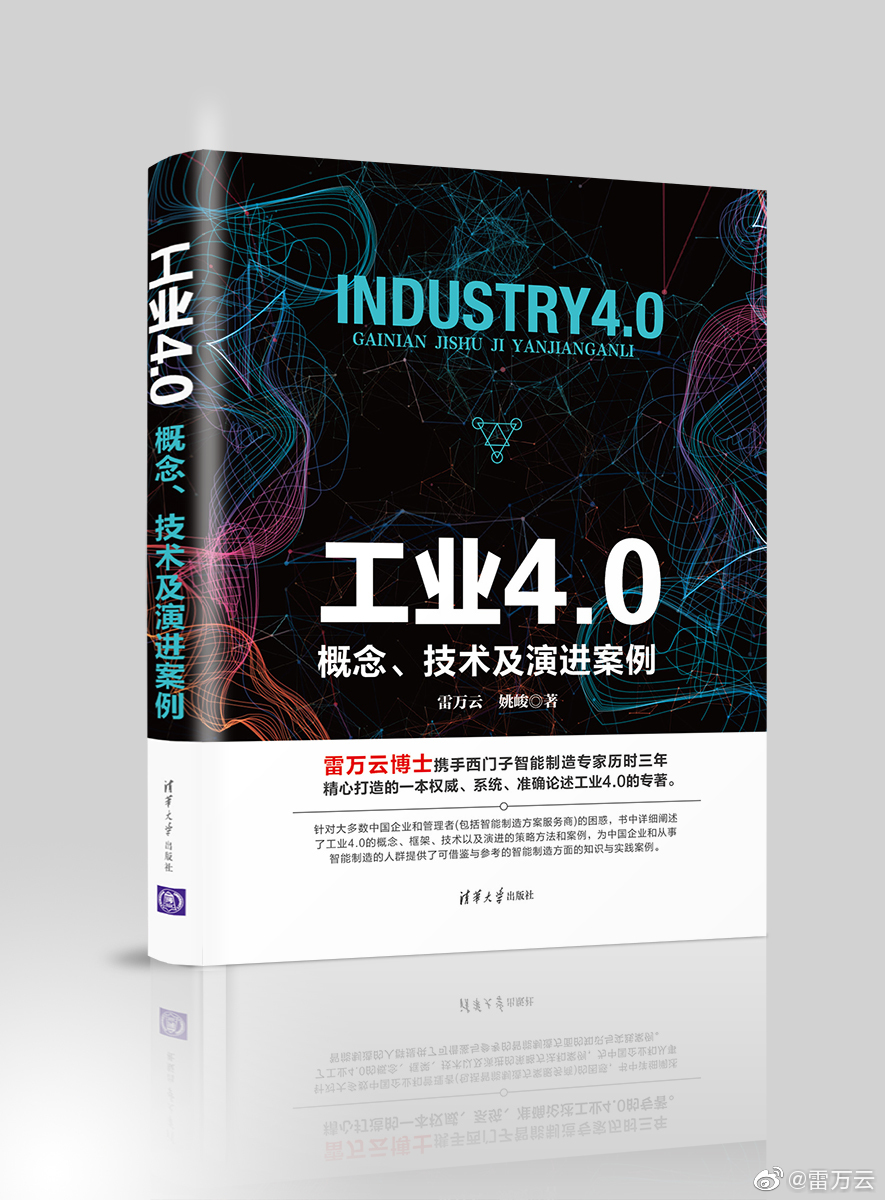 INDUSTRY4.0
GAINIAN JISHU JI YANJIANGANLI
工业4.0
概念、技术及演进案例
雷万云 姚峻◎著
雷万云博士携手西门子智能制造专家历时三年
精心打造的一本权威、系统、准确论述工业4.0的专著。
针对大多数中国企业和管理者(包括智能制造方案服务商)的困惑，书中详细阐述
了工业4.0的概念、框架、技术以及演进的策略方法和案例，为中国企业和从事
智能制造的人群提供了可借鉴与参考的智能制造方面的知识与实践案例。
清华大学出版社
工业4.0
概念、技术及演进案例
清华大学出版社
@雷万云